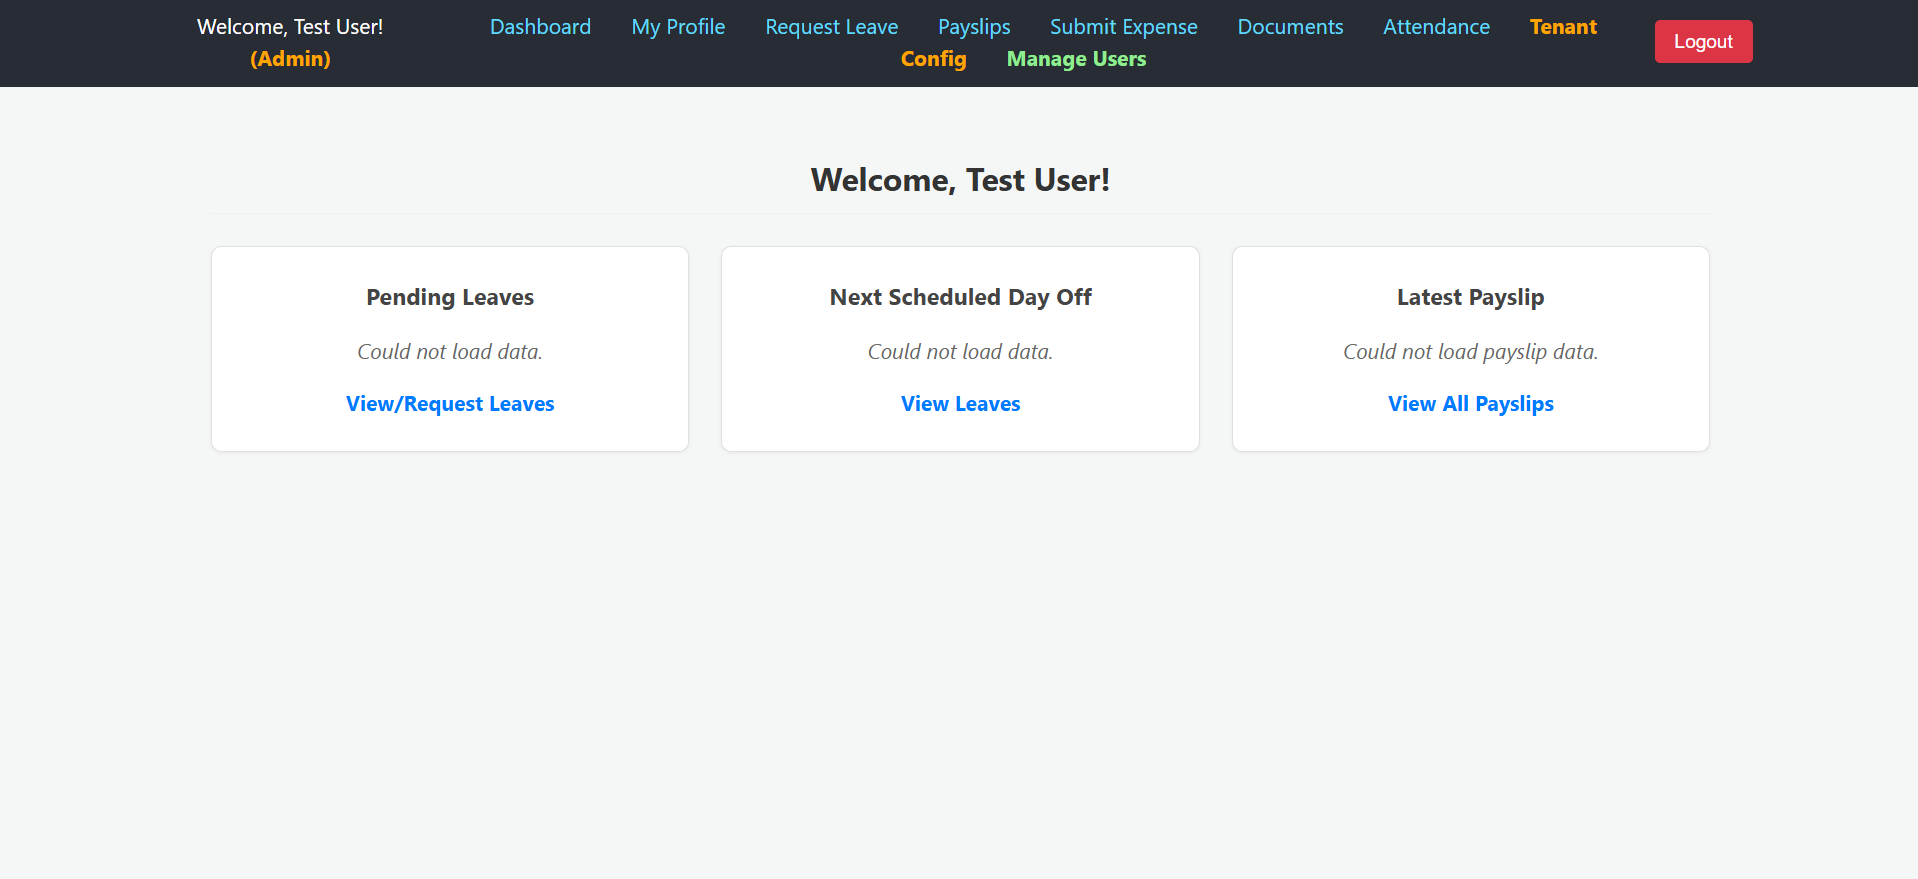 Welcome, Test User! Dashboard My Profile Request Leave Payslips Submit Expense Documents Attendance Tenant
(Admin) Config Manage Users
Logout
Welcome, Test User!
Pending Leaves
Could not load data.
View/Request Leaves
Next Scheduled Day Off
Could not load data.
View Leaves
Latest Payslip
Could not load payslip data.
View All Payslips